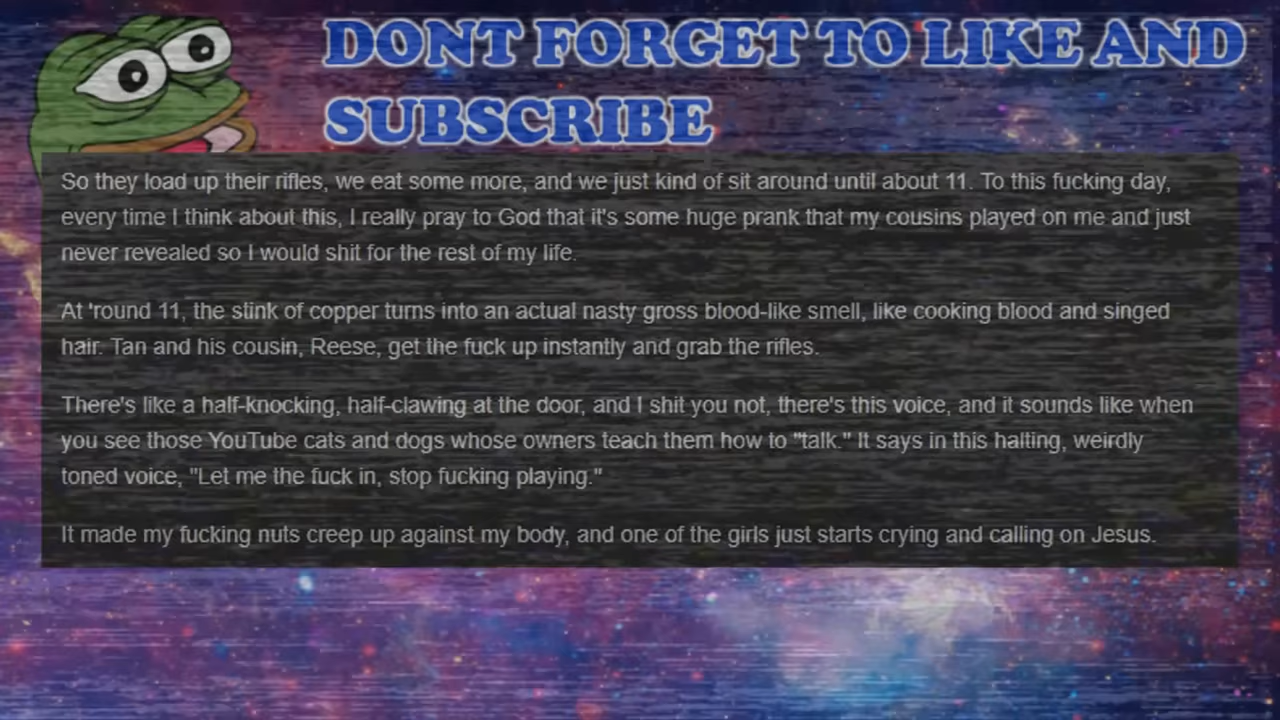 DONT FORGET TO LIKE AND
SUBSCRIBE
So they load up their rifles, we eat some more, and we just kind of sit around until about 11. To this fucking day,
every time I think about this, I really pray to God that it's some huge prank that my cousins played on me and just
never revealed so I would shit for the rest of my life.
At 'round 11, the stink of copper turns into an actual nasty gross blood-like smell, like cooking blood and singed
hair. Tan and his cousin, Reese, get the fuck up instantly and grab the rifles.
There's like a half-knocking, half-clawing at the door, and I shit you not, there's this voice, and it sounds like when
you see those YouTube cats and dogs whose owners teach them how to "talk." It says in this halting, weirdly
toned voice, "Let me the fuck in, stop fucking playing."
It made my fucking nuts creep up against my body, and one of the girls just starts crying and calling on Jesus.